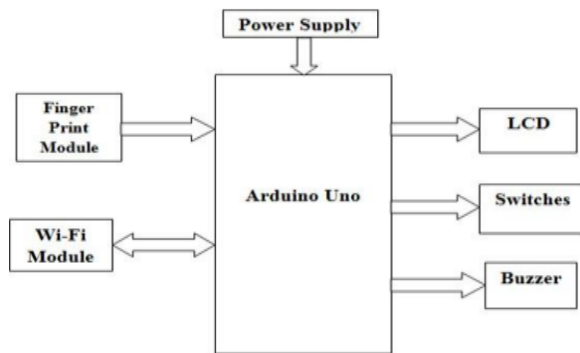 Power Supply
Finger
Print
Module
LCD
Arduino Uno
Switches
Wi-Fi
Module
Buzzer